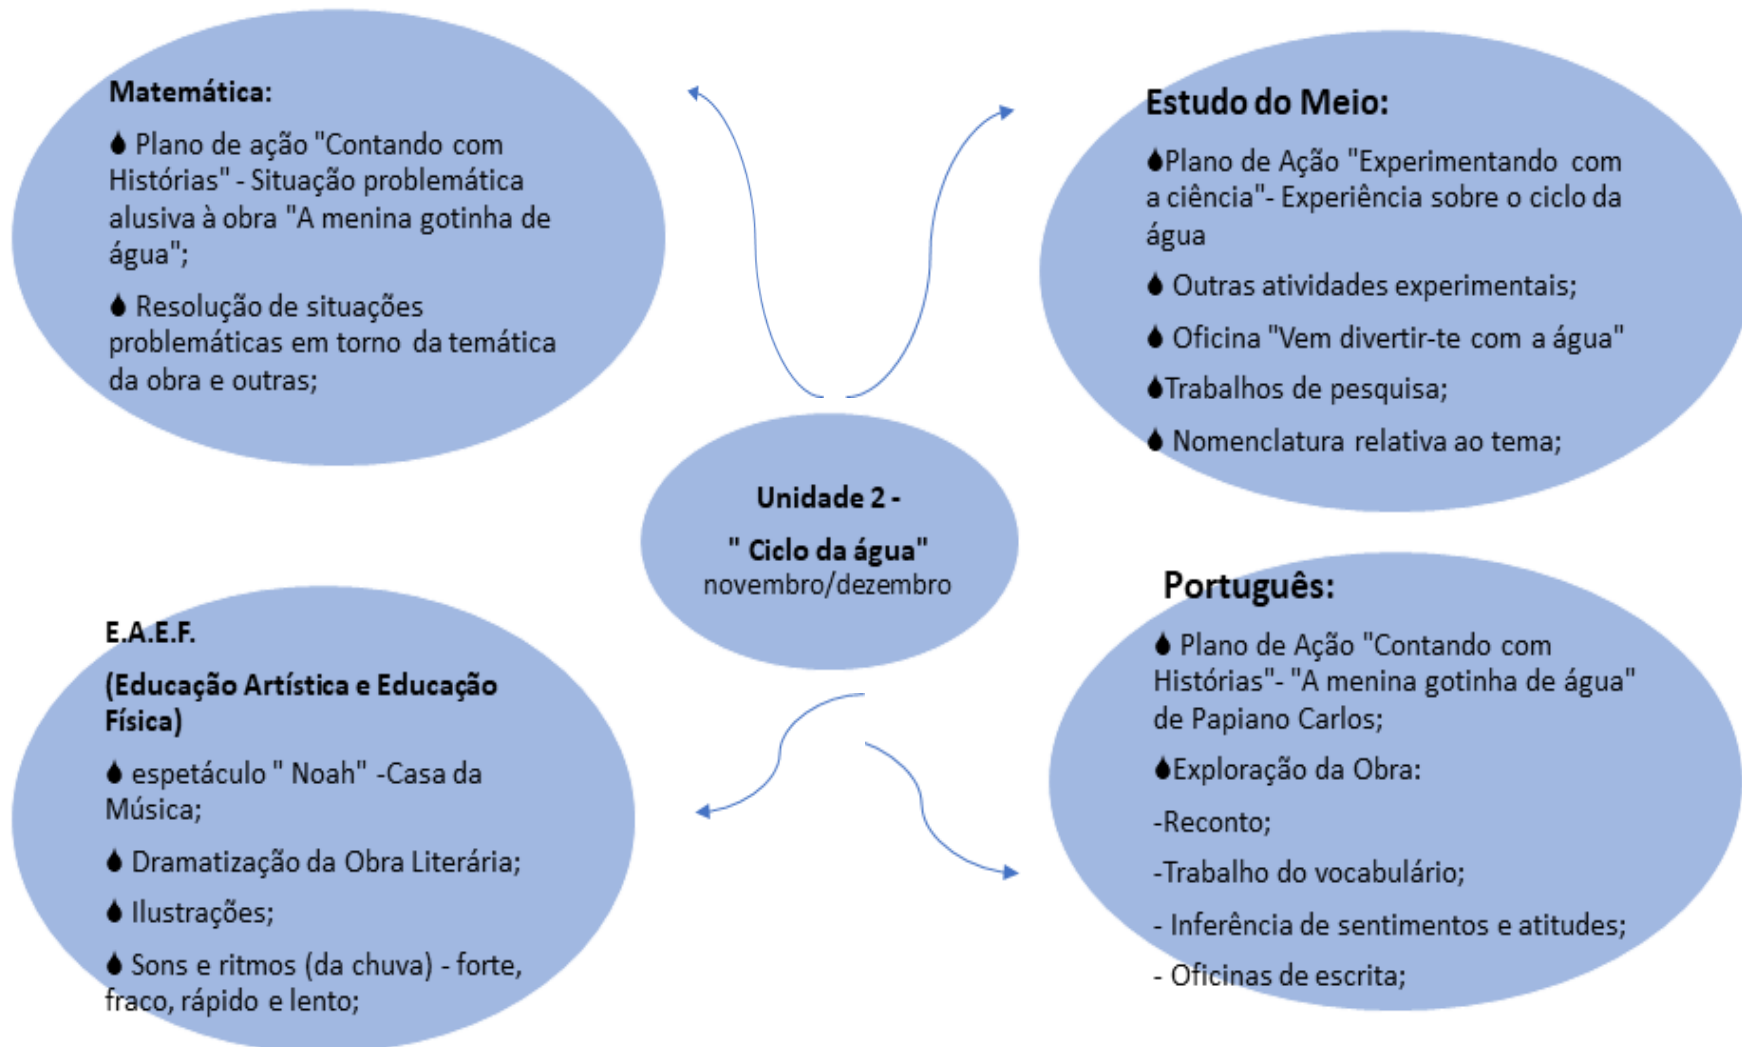 Matemática:
🌢 Plano de ação "Contando com
Histórias" - Situação problemática
alusiva à obra "A menina gotinha de
água";
🌢 Resolução de situações
problemáticas em torno da temática
da obra e outras;
Estudo do Meio:
🌢Plano de Ação "Experimentando com
a ciência"- Experiência sobre o ciclo da
água
🌢 Outras atividades experimentais;
🌢 Oficina "Vem divertir-te com a água"
🌢Trabalhos de pesquisa;
🌢 Nomenclatura relativa ao tema;
Unidade 2 -
" Ciclo da água"
novembro/dezembro
E.A.E.F.
(Educação Artística e Educação
Física)
🌢 espetáculo " Noah" -Casa da
Música;
🌢 Dramatização da Obra Literária;
🌢 Ilustrações;
🌢 Sons e ritmos (da chuva) - forte,
fraco, rápido e lento;
Português:
🌢 Plano de Ação "Contando com
Histórias"- "A menina gotinha de água"
de Papiano Carlos;
🌢Exploração da Obra:
-Reconto;
-Trabalho do vocabulário;
- Inferência de sentimentos e atitudes;
- Oficinas de escrita;